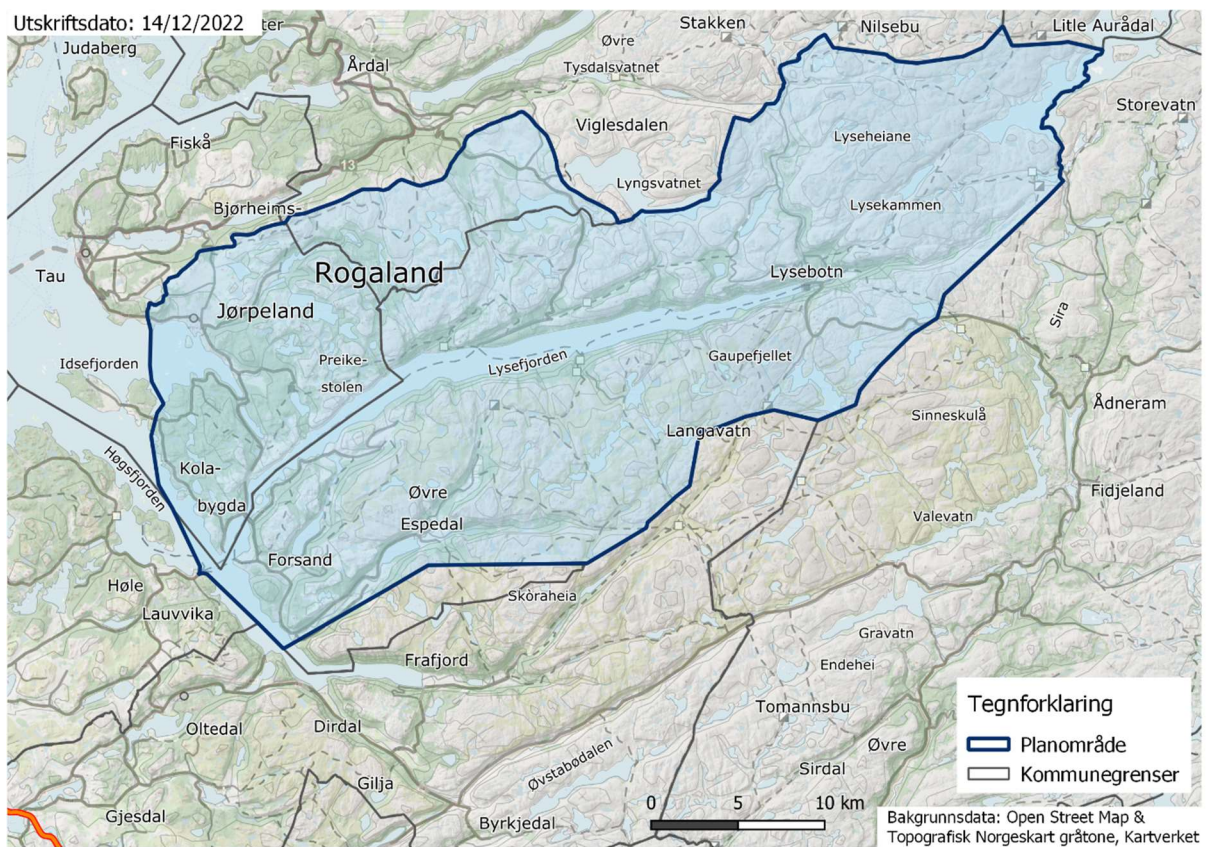 Utskriftsdato: 14/12/2022
ter
Stakken
Nilsebu
Litle Aurådal
Judaberg
Øvre
Årdal
Tysdalsvatnet
Storevatn
Viglesdalen
Lyseheiane
Fiskå
13
Lyngsvatnet
Bjørheims-
Lysekammen
Rogaland
Lysebotn
Tau
Jørpeland
Sira
Idsefjorden
Preike-
stolen
Lysefjorden
Gaupefjellet
Ådneram
Sinneskulå
Langavatn
Høgsfjorden
Kola-
bygda
Øvre
Espedal
Fidjeland
Valevatn
Forsand
Høle
Skòraheia
Lauvvika
Gravatn
Frafjord
Endehei
Tegnforklaring
Tomannsbu
Oltedal
Dirdal
Planområde
Øvre
Sirdal
Øvstabødalen
Kommunegrenser
Gilja
0 5 10 km
Gjesdal
Byrkjedal
Bakgrunnsdata: Open Street Map &
Topografisk Norgeskart gråtone, Kartverket